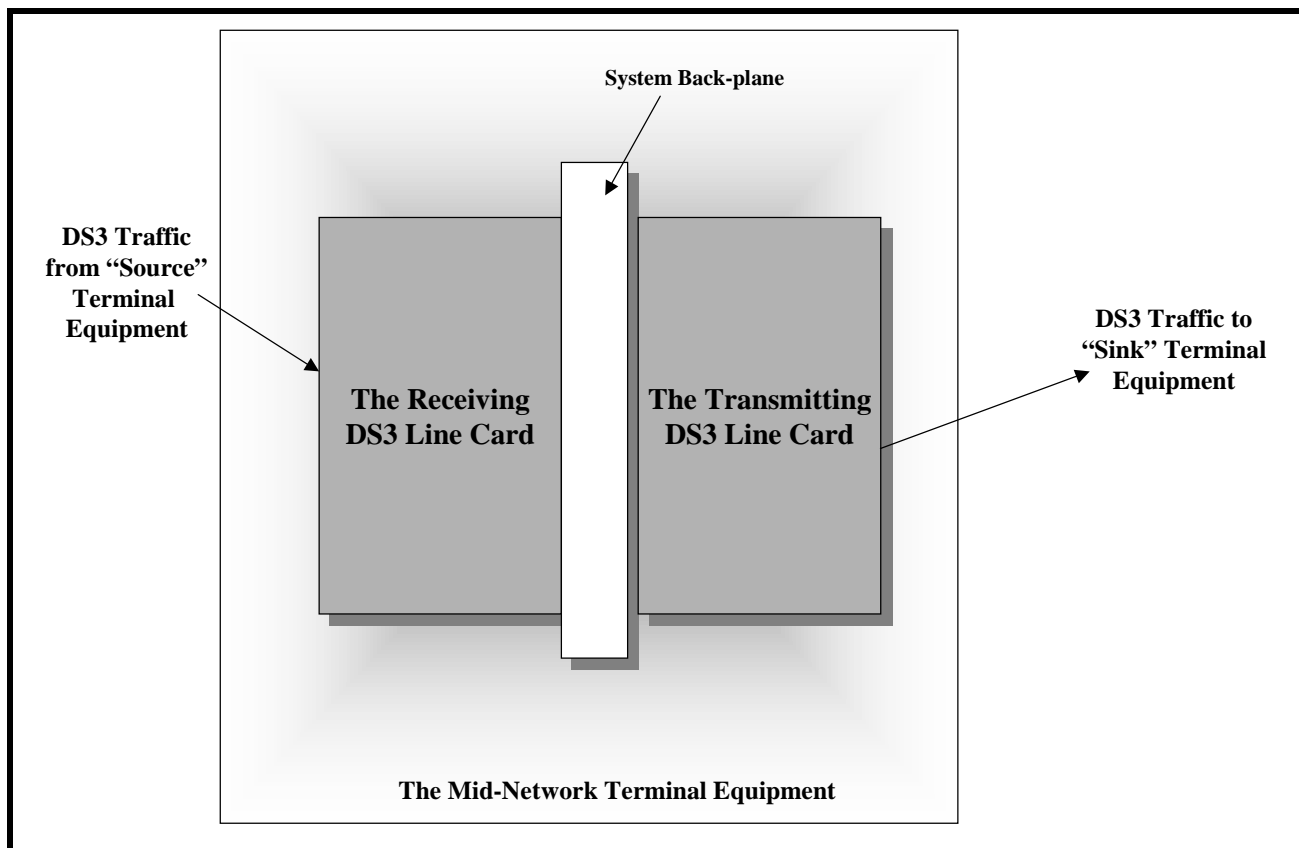 System Back-plane
DS3 Traffic
from “Source”
Terminal
Equipment
DS3 Traffic to
“Sink” Terminal
Equipment
The Receiving
DS3 Line Card
The Transmitting
DS3 Line Card
The Mid-Network Terminal Equipment